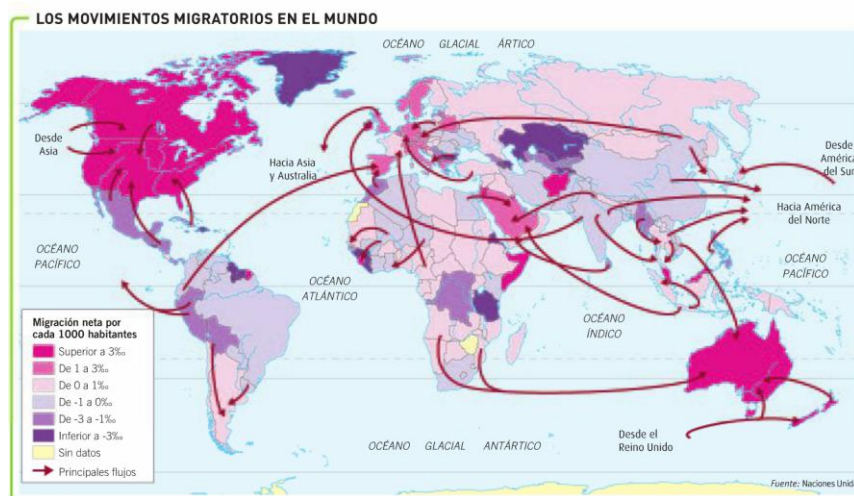 LOS MOVIMIENTOS MIGRATORIOS EN EL MUNDO
OCÉANO GLACIAL ÁRTICO
Desde
Asia
Hacia Asia
y Australia
Desde
América
del Sur
Hacia América
del Norte
OCÉANO
PACÍFICO
OCÉANO
ATLÁNTICO
OCÉANO
ÍNDICO
OCÉANO
PACÍFICO
Migración neta por
cada 1000 habitantes
Superior a 3‰
De 1 a 3‰
De 0 a 1‰
De -1 a 0‰
De -3 a -1‰
Inferior a -3‰
Sin datos
Principales flujos
Desde el
Reino Unido
OCÉANO GLACIAL ANTÁRTICO
Fuente: Naciones Unid